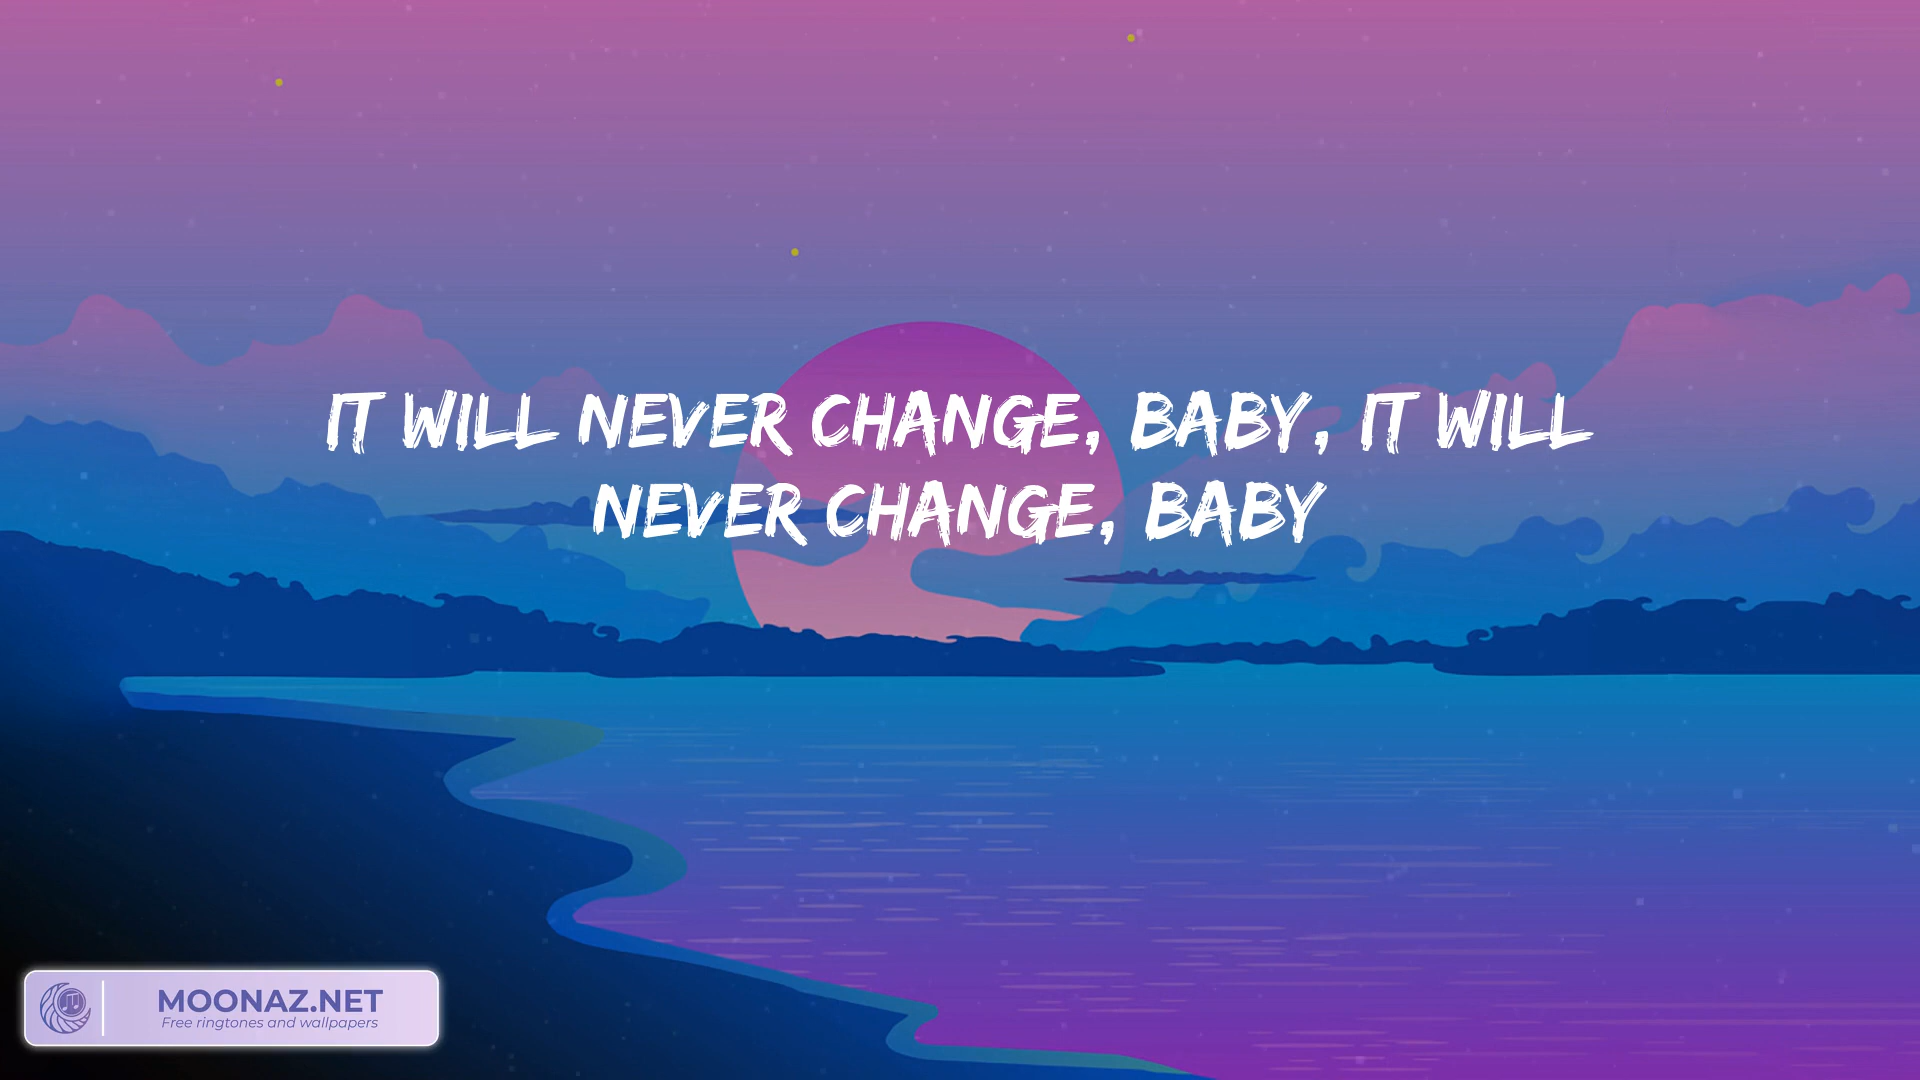 IT WILL NEVER CHANGE, BABY, IT WILL
NEVER CHANGE, BABY
MOONAZ.NET
Free ringtones and wallpapers